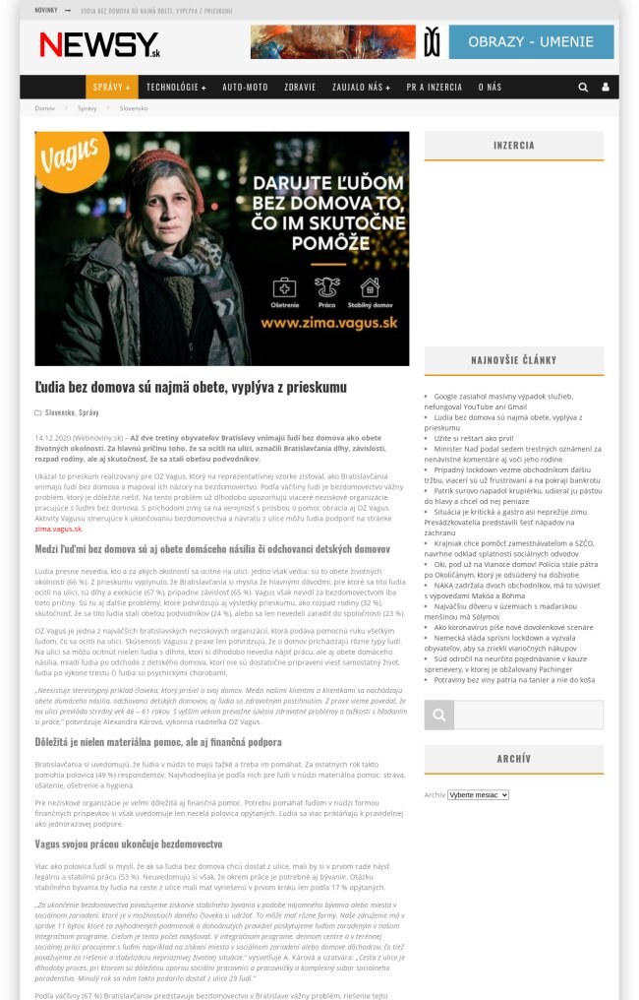 NOVINKY
ĽUDIA BEZ DOMOVA SÚ NAJMÄ OBETE, VYPLÝVA Z PRIESKUMU
NEWSY.sk
OBRAZY - UMENIE
SPRÁVY + TECHNOLÓGIE + AUTO-MOTO ZDRAVIE ZAUJALO NÁS + PR A INZERCIA O NÁS
Domov > Správy > Slovensko
Vagus
DARUJTE ĽUĎOM
BEZ DOMOVA TO,
ČO IM SKUTOČNE
POMÔŽE
Ošetrenie Práca Stabilný domov
www.zima.vagus.sk
Ľudia bez domova sú najmä obete, vyplýva z prieskumu
Slovensko, Správy
14.12.2020 (Webnoviny.sk) – Až dve tretiny obyvateľov Bratislavy vnímajú ľudí bez domova ako obete
životných okolností. Za hlavnú príčinu toho, že sa ocitli na ulici, označili Bratislavčania dlhy, závislosti,
rozpad rodiny, ale aj skutočnosť, že sa stali obeťou podvodníkov.
Ukázal to prieskum realizovaný pre OZ Vagus, ktorý na reprezentatívnej vzorke zisťoval, ako Bratislavčania
vnímajú ľudí bez domova a mapoval ich názory na bezdomovectvo. Podľa väčšiny ľudí je bezdomovectvo vážny
problém, ktorý je dôležité riešiť. Na tento problém už dlhodobo upozorňujú viaceré neziskové organizácie
pracujúce s ľuďmi bez domova. S príchodom zimy sa na verejnosť s prosbou o pomoc obracia aj OZ Vagus.
Aktivity Vagusu smerujúce k ukončovaniu bezdomovectva a návratu z ulice môžu ľudia podporiť na stránke
zima.vagus.sk.
Medzi ľuďmi bez domova sú aj obete domáceho násilia či odchovanci detských domovov
Ľudia presne nevedia, kto a za akých okolností sa ocitne na ulici. Jedno však vedia: sú to obete životných
okolností (66 %). Z prieskumu vyplynulo, že Bratislavčania si myslia že hlavnými dôvodmi, pre ktoré sa títo ľudia
ocitli na ulici, sú dlhy a exekúcie (67 %), prípadne závislosť (65 %). Vagus však nevidí za bezdomovectvom iba
tieto príčiny. Sú tu aj ďalšie problémy, ktoré potvrdzujú aj výsledky prieskumu, ako rozpad rodiny (32 %),
skutočnosť, že sa títo ľudia stali obeťou podvodníkov (24 %), alebo sa len nevedeli zaradiť do spoločnosti (23 %).
OZ Vagus je jedna z najväčších bratislavských neziskových organizácií, ktorá podáva pomocnú ruku všetkým
ľuďom, čo sa ocitli na ulici. Skúsenosti Vagusu z praxe len potvrdzujú, že o domov prichádzajú rôzne typy ľudí.
Na ulici sa môžu ocitnúť nielen ľudia s dlhmi, ktorí si dlhodobo nevedia nájsť prácu, ale aj obete domáceho
násilia, mladí ľudia po odchode z detského domova, ktorí nie sú dostatočne pripravení viesť samostatný život,
ľudia po výkone trestu či ľudia so psychickými chorobami.
„Neexistuje stereotypný príklad človeka, ktorý prišiel o svoj domov. Medzi našimi klientmi a klientkami sa nachádzajú
obete domáceho násilia, odchovanci detských domovov, aj ľudia so zdravotným postihnutím. Z praxe vieme povedať, že
na ulici prevláda stredný vek 46 – 61 rokov. S vyšším vekom prevažne súvisia zdravotné problémy a ťažkosti s hľadaním
si práce," potvrdzuje Alexandra Kárová, výkonná riaditeľka OZ Vagus.
Dôležitá je nielen materiálna pomoc, ale aj finančná podpora
Bratislavčania si uvedomujú, že ľudia v núdzi to majú ťažké a treba im pomáhať. Za ostatných rok takto
pomohla polovica (49 %) respondentov. Najvhodnejšia je podľa nich pre ľudí v núdzi materiálna pomoc: strava,
ošatenie, ošetrenie a hygiena.
Pre neziskové organizácie je veľmi dôležitá aj finančná pomoc. Potrebu pomáhať ľuďom v núdzi formou
finančných príspevkov si však uvedomuje len necelá polovica opýtaných. Ľudia sa viac prikláňajú k pravidelnej
ako jednorazovej podpore.
Vagus svojou prácou ukončuje bezdomovectvo
Viac ako polovica ľudí si myslí, že ak sa ľudia bez domova chcú dostať z ulice, mali by si v prvom rade nájsť
legálnu a stabilnú prácu (53 %). Neuvedomujú si však, že okrem práce je potrebné aj bývanie. Otázku
stabilného bývania by ľudia na ceste z ulice mali mať vyriešenú v prvom kroku len podľa 17 % opýtaných.
„Za ukončenie bezdomovectva považujeme získanie stabilného bývania v podobe nájomného bývania alebo miesta v
sociálnom zariadení, ktoré je v možnostiach daného človeka si udržať. To môže mať rôzne formy. Naše združenie má v
správe 11 bytov, ktoré za zvýhodnených podmienok a dohodnutých pravidiel poskytujeme ľuďom zaradeným v našom
integračnom programe. Cieľom je tento počet navyšovať. V integračnom programe, dennom centre a v terénnej
sociálnej práci pracujeme s ľuďmi napríklad na získaní miesta v sociálnom zariadení alebo domove dôchodcov, čo tiež
považujeme za riešenie a stabilizáciu nepriaznivej životnej situácie," vysvetľuje A. Kárová a uzatvára: „Cesta z ulice je
dlhodobý proces, pri ktorom sú dôležitou oporou sociálni pracovníci a pracovníčky a komplexný súbor sociálneho
poradenstva. Minulý rok sa nám takto podarilo dostať z ulice 29 ľudí."
Podľa väčšiny (67 %) Bratislavčanov predstavuje bezdomovectvo v Bratislave vážny problém, riešenie tejto
INZERCIA
NAJNOVŠIE ČLÁNKY
Google zasiahol masívny výpadok služieb,
nefungoval YouTube ani Gmail
Ľudia bez domova sú najmä obete, vyplýva z
prieskumu
Užite si reštart ako prví!
Minister Naď podal sedem trestných oznámení za
nenávistné komentáre aj voči jeho rodine
Prípadný lockdown vezme obchodníkom ďalšiu
tržbu, viacerí sú už frustrovaní a na pokraji bankrotu
Patrik surovo napadol krupiérku, udieral ju päsťou
do hlavy a chcel od nej peniaze
Situácia je kritická a gastro asi neprežije zimu.
Prevádzkovatelia predstavili šesť nápadov na
záchranu
Krajniak chce pomôcť zamestnávateľom a SZČO,
navrhne odklad splatnosti sociálnych odvodov
Oki, poď už na Vianoce domov! Polícia stále pátra
po Okoličánym, ktorý je odsúdený na doživotie
NAKA zadržala dvoch obchodníkov, má to súvisieť
s výpoveďami Makóa a Böhma
Najväčšiu dôveru v území s maďarskou
menšinou má Sólymos
Ako koronavírus píše nové dovolenkové scenáre
Nemecká vláda sprísni lockdown a vyzvala
obyvateľov, aby sa zriekli vianočných nákupov
Súd odročil na neurčito pojednávanie v kauze
sprenevery, v ktorej je obžalovaný Pachinger
Potraviny bez viny patria na tanier a nie do koša
ARCHÍV
Archív Vyberte mesiac